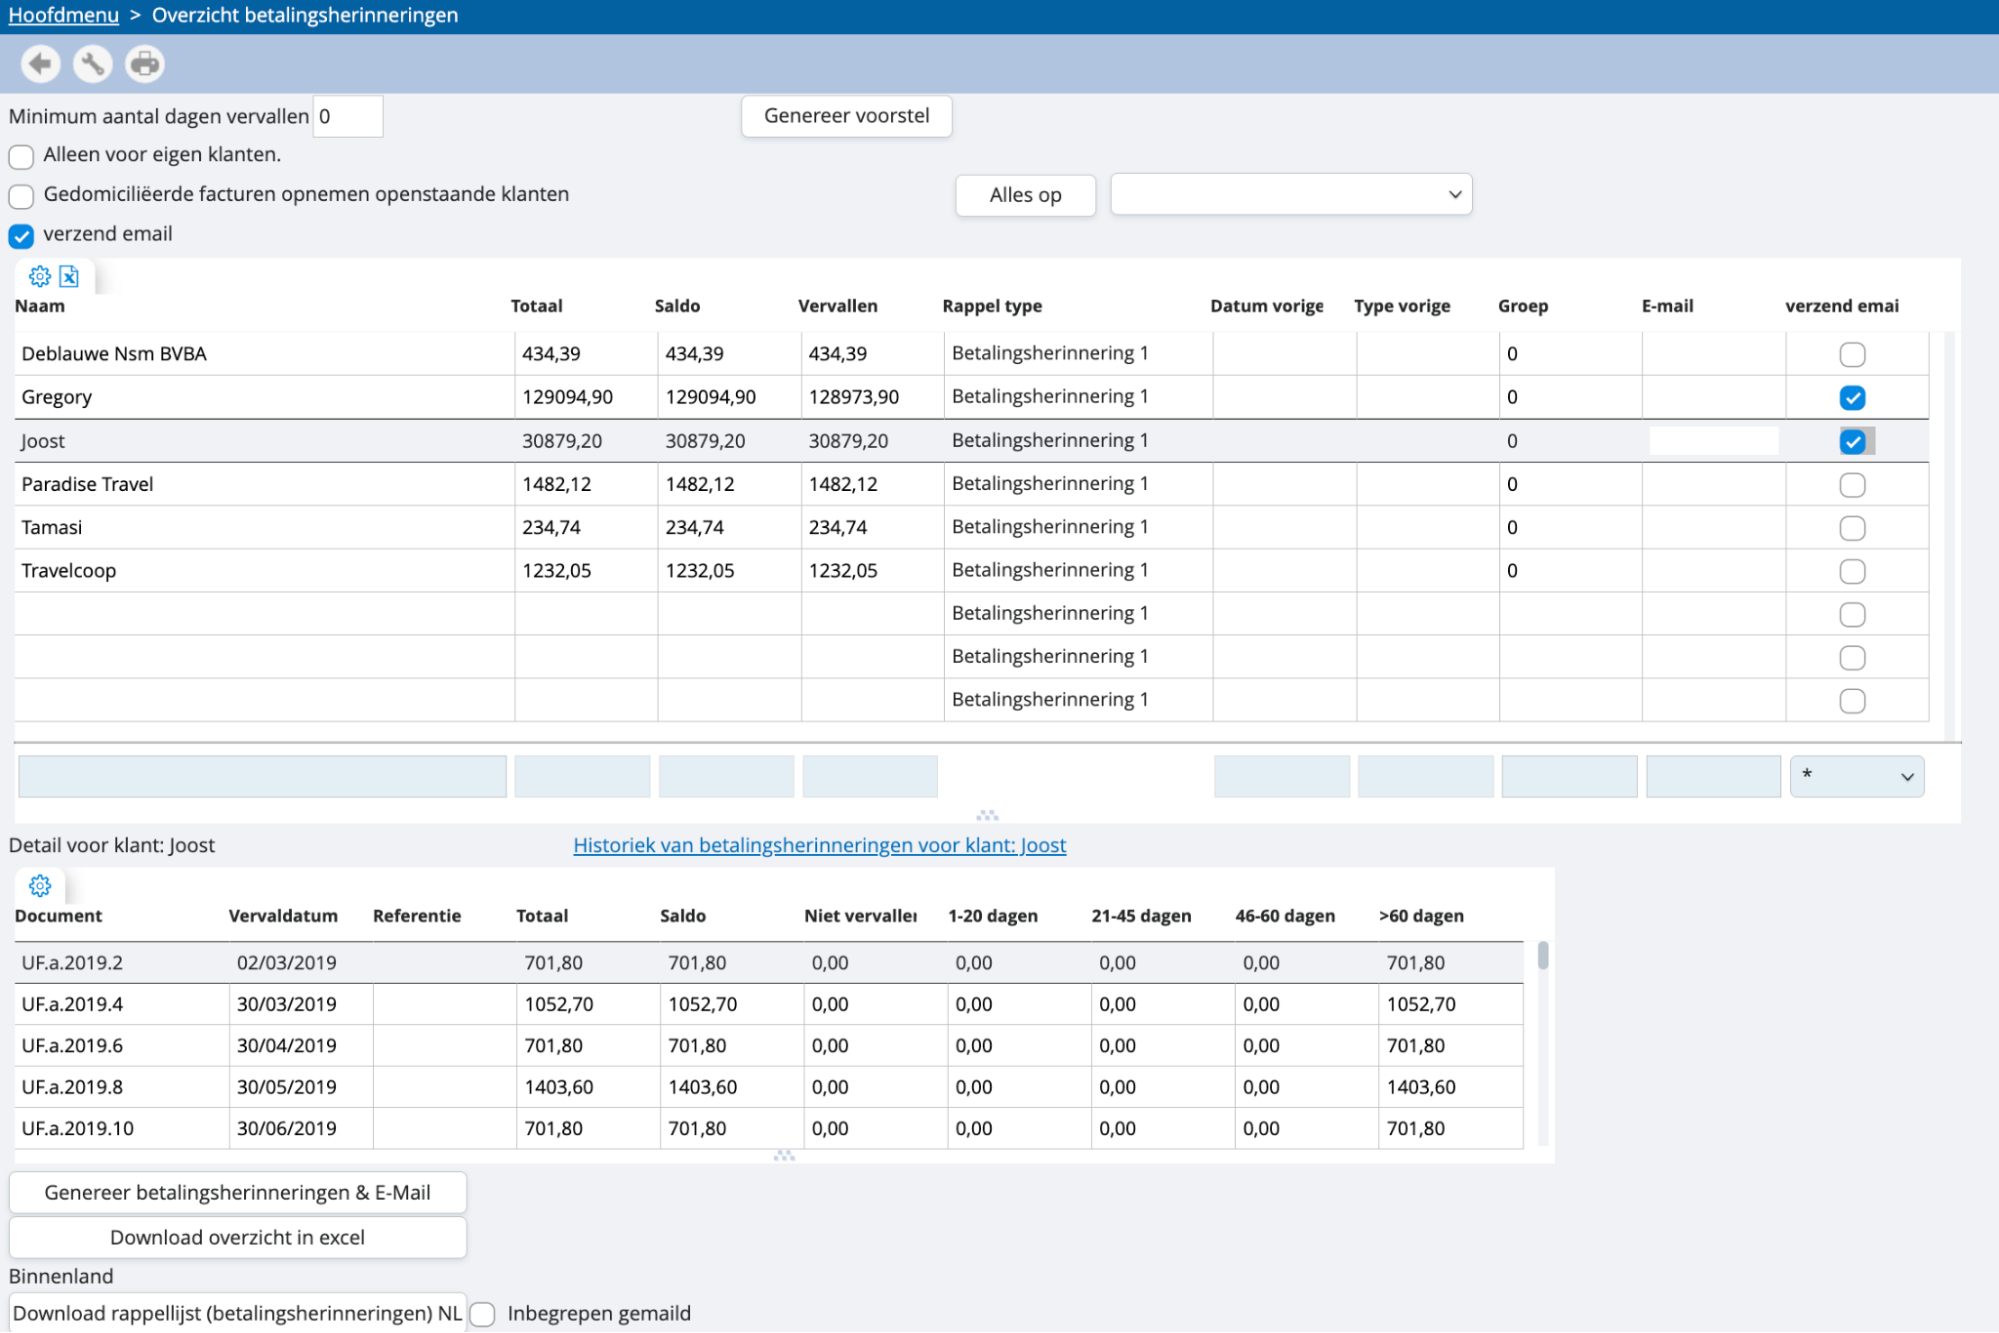 Hoofdmenu > Overzicht betalingsherinneringen
Minimum aantal dagen vervallen 0 Genereer voorstel
Alleen voor eigen klanten.
Gedomiciliëerde facturen opnemen openstaande klanten Alles op
verzend email
Naam Totaal Saldo Vervallen Rappel type Datum vorige Type vorige Groep E-mail verzend emai
Deblauwe Nsm BVBA 434,39 434,39 434,39 Betalingsherinnering 1 0
Gregory 129094,90 129094,90 128973,90 Betalingsherinnering 1 0
Joost 30879,20 30879,20 30879,20 Betalingsherinnering 1 0
Paradise Travel 1482,12 1482,12 1482,12 Betalingsherinnering 1 0
Tamasi 234,74 234,74 234,74 Betalingsherinnering 1 0
Travelcoop 1232,05 1232,05 1232,05 Betalingsherinnering 1 0
Betalingsherinnering 1
Betalingsherinnering 1
Betalingsherinnering 1
*
Detail voor klant: Joost Historiek van betalingsherinneringen voor klant: Joost
Document Vervaldatum Referentie Totaal Saldo Niet vervaller 1-20 dagen 21-45 dagen 46-60 dagen >60 dagen
UF.a.2019.2 02/03/2019 701,80 701,80 0,00 0,00 0,00 0,00 701,80
UF.a.2019.4 30/03/2019 1052,70 1052,70 0,00 0,00 0,00 0,00 1052,70
UF.a.2019.6 30/04/2019 701,80 701,80 0,00 0,00 0,00 0,00 701,80
UF.a.2019.8 30/05/2019 1403,60 1403,60 0,00 0,00 0,00 0,00 1403,60
UF.a.2019.10 30/06/2019 701,80 701,80 0,00 0,00 0,00 0,00 701,80
Genereer betalingsherinneringen & E-Mail
Download overzicht in excel
Binnenland
Download rappellijst (betalingsherinneringen) NL Inbegrepen gemaild